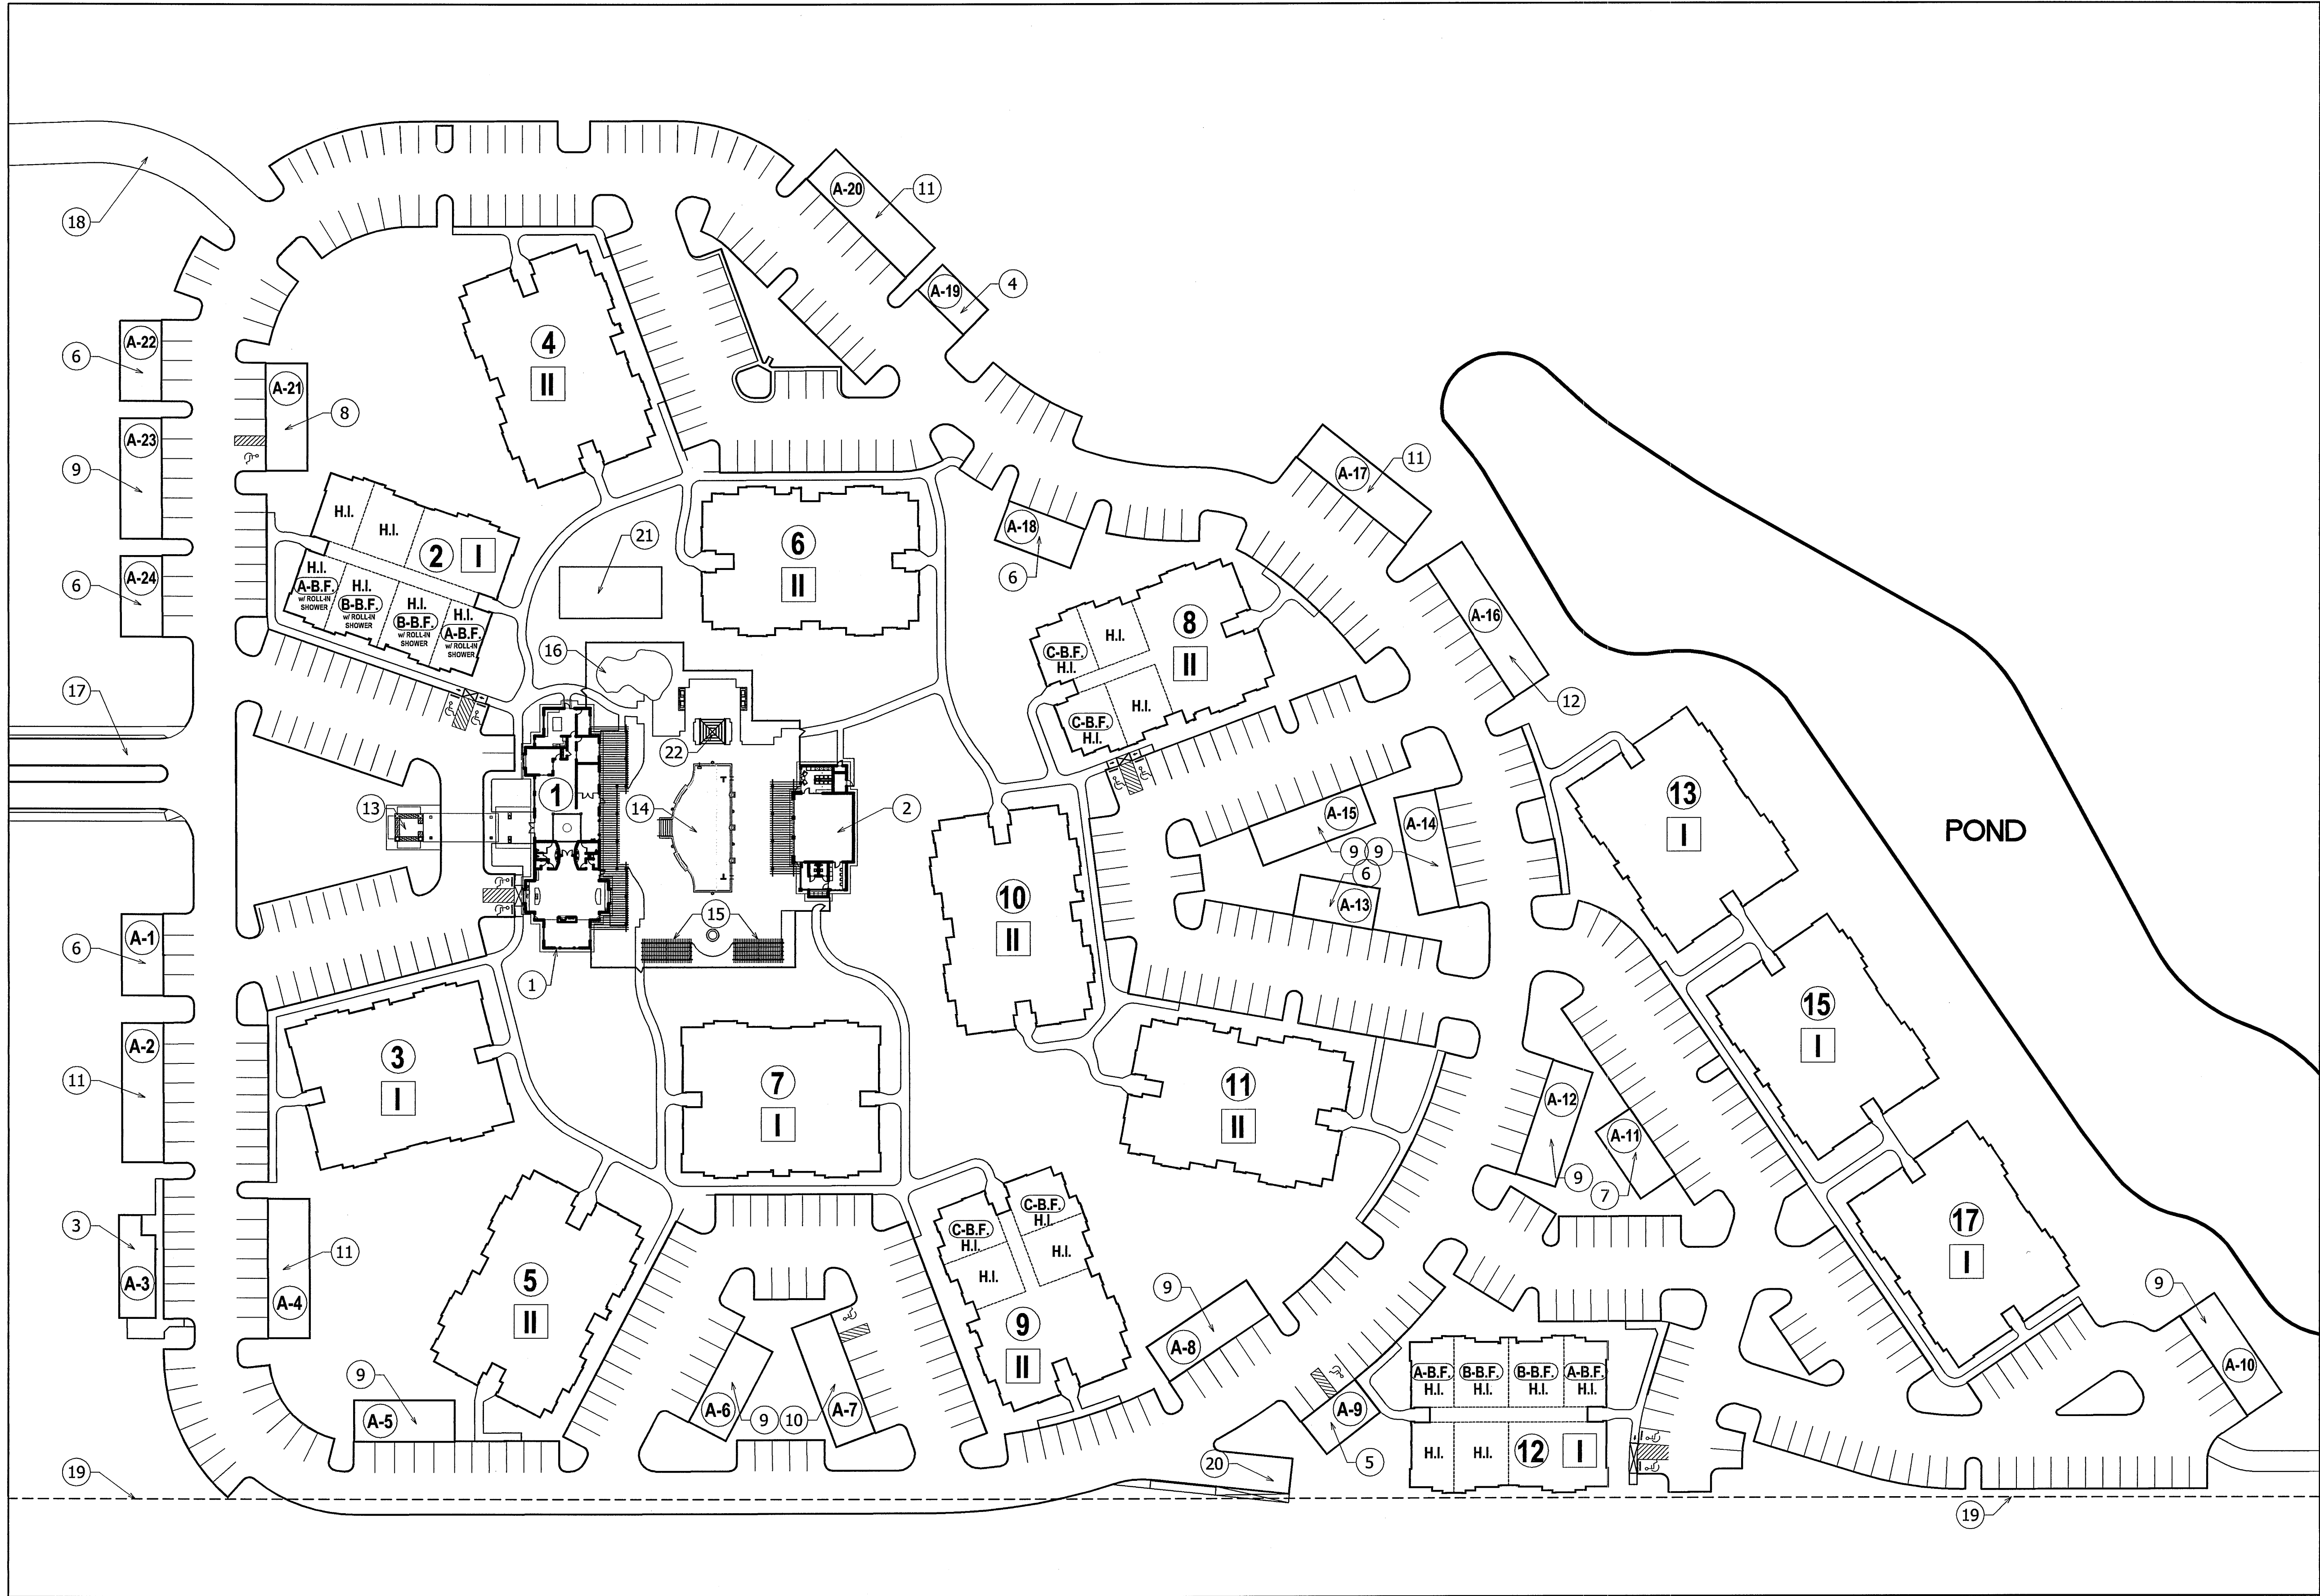 A-20
11
18
A-19
4
4
II
A-22
6
A-21
8
A-23
9
A-17
11
H.I.
H.I.
2
I
A-18
6
21
6
II
A-24
6
H.I.
A-B.F.
w/ ROLL-IN
SHOWER
H.I.
B-B.F.
w/ ROLL-IN
SHOWER
H.I.
B-B.F.
w/ ROLL-IN
SHOWER
H.I.
A-B.F.
w/ ROLL-IN
SHOWER
A-16
12
8
II
H.I.
C-B.F.
H.I.
H.I.
C-B.F.
H.I.
16
17
22
1
13
14
2
13
I
POND
A-15
A-14
9
9
6
A-13
10
II
15
1
A-1
6
A-2
11
3
I
7
I
11
II
15
I
A-12
A-11
9
7
17
I
3
A-3
11
A-4
5
II
C-B.F.
H.I.
C-B.F.
H.I.
H.I.
H.I.
9
II
9
A-8
9
A-10
9
A-5
A-6
9
10
A-7
A-9
5
A-B.F.
H.I.
B-B.F.
H.I.
B-B.F.
H.I.
A-B.F.
H.I.
H.I.
H.I.
12
I
19
20
19